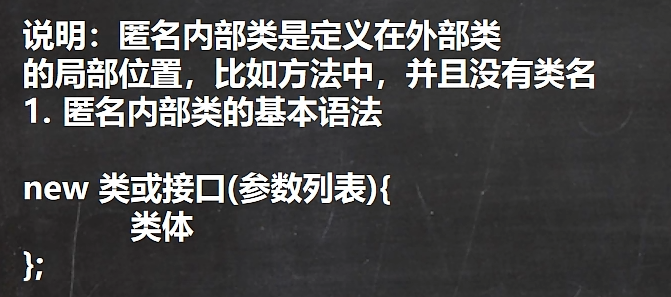 说明：匿名内部类是定义在外部类
的局部位置，比如方法中，并且没有类名
1. 匿名内部类的基本语法
new 类或接口(参数列表){
类体
};